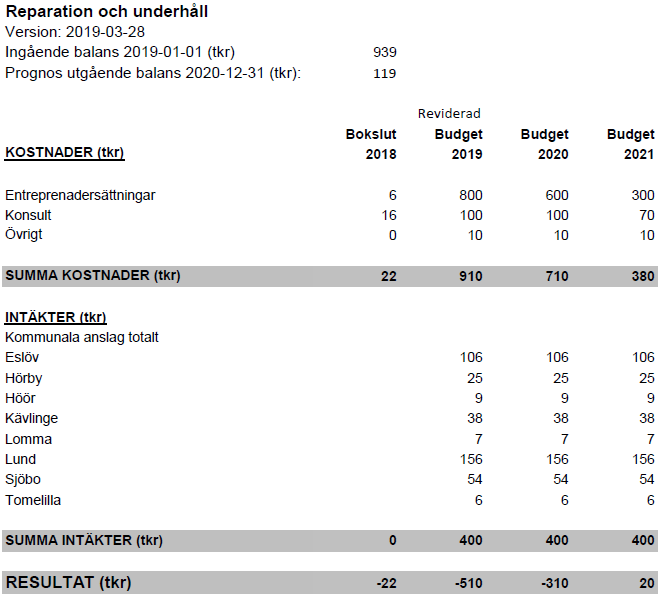 Reparation och underhåll
Version: 2019-03-28
Ingående balans 2019-01-01 (tkr) 939
Prognos utgående balans 2020-12-31 (tkr): 119
Reviderad
Bokslut Budget Budget Budget
KOSTNADER (tkr) 2018 2019 2020 2021
Entreprenadersättningar 6 800 600 300
Konsult 16 100 100 70
Övrigt 0 10 10 10
SUMMA KOSTNADER (tkr) 22 910 710 380
INTÄKTER (tkr)
Kommunala anslag totalt
Eslöv 106 106 106
Hörby 25 25 25
Höör 9 9 9
Kävlinge 38 38 38
Lomma 7 7 7
Lund 156 156 156
Sjöbo 54 54 54
Tomelilla 6 6 6
SUMMA INTÄKTER (tkr) 0 400 400 400
RESULTAT (tkr) -22 -510 -310 20